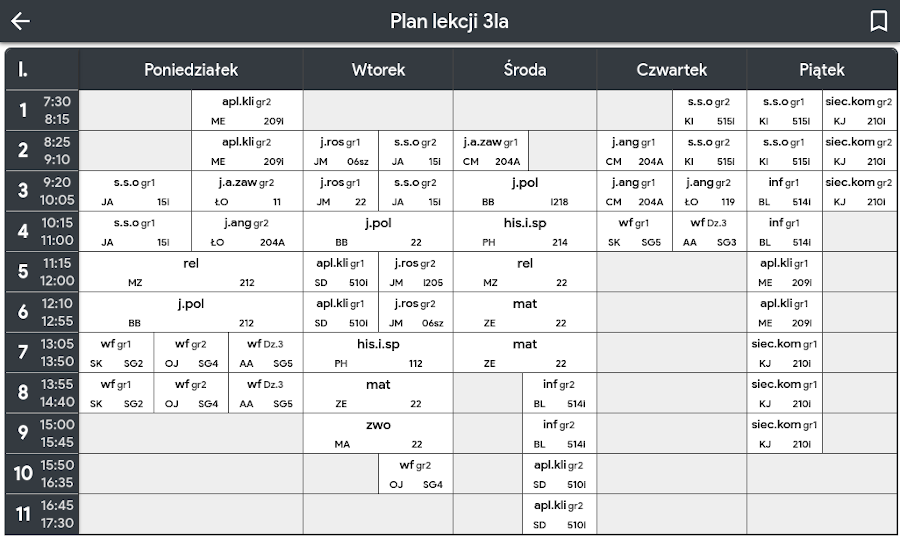 Plan lekcji 3la
l. Poniedziałek Wtorek Środa Czwartek Piątek
1 7:30 8:15 apl.kli gr2 ME 209i s.s.o gr2 KI 515l s.s.o gr1 KI 515l siec.kom gr2 KJ 210i
2 8:25 9:10 apl.kli gr2 ME 209i j.ros gr1 JM 06sz s.s.o gr2 JA 15i j.a.zaw gr1 CM 204A j.ang gr1 CM 204A s.s.o gr2 KI 515l s.s.o gr1 KI 515l siec.kom gr2 KJ 210i
3 9:20 10:05 s.s.o gr1 JA 15l j.a.zaw gr2 ŁO 11 j.ros gr1 JM 22 s.s.o gr2 JA 15i j.pol BB l218 j.ang gr1 CM 204A j.ang gr2 ŁO 119 inf gr1 BL 514l siec.kom gr2 KJ 210i
4 10:15 11:00 s.s.o gr1 JA 15l j.ang gr2 ŁO 204A j.pol BB 22 his.i.sp PH 214 wf gr1 SK SG5 wf Dz.3 AA SG3 inf gr1 BL 514l
5 11:15 12:00 rel MZ 212 apl.kli gr1 SD 510i j.ros gr2 JM l205 rel MZ 22 apl.kli gr1 ME 209i
6 12:10 12:55 j.pol BB 212 apl.kli gr1 SD 510i j.ros gr2 JM 06sz mat ZE 22 apl.kli gr1 ME 209i
7 13:05 13:50 wf gr1 SK SG2 wf gr2 OJ SG4 wf Dz.3 AA SG5 his.i.sp PH 112 mat ZE 22 siec.kom gr1 KJ 210i
8 13:55 14:40 wf gr1 SK SG2 wf gr2 OJ SG4 wf Dz.3 AA SG5 mat ZE 22 inf gr2 BL 514l siec.kom gr1 KJ 210i
9 15:00 15:45 zwo MA 22 inf gr2 BL 514l siec.kom gr1 KJ 210i
10 15:50 16:35 wf gr2 OJ SG4 apl.kli gr2 SD 510i
11 16:45 17:30 apl.kli gr2 SD 510i